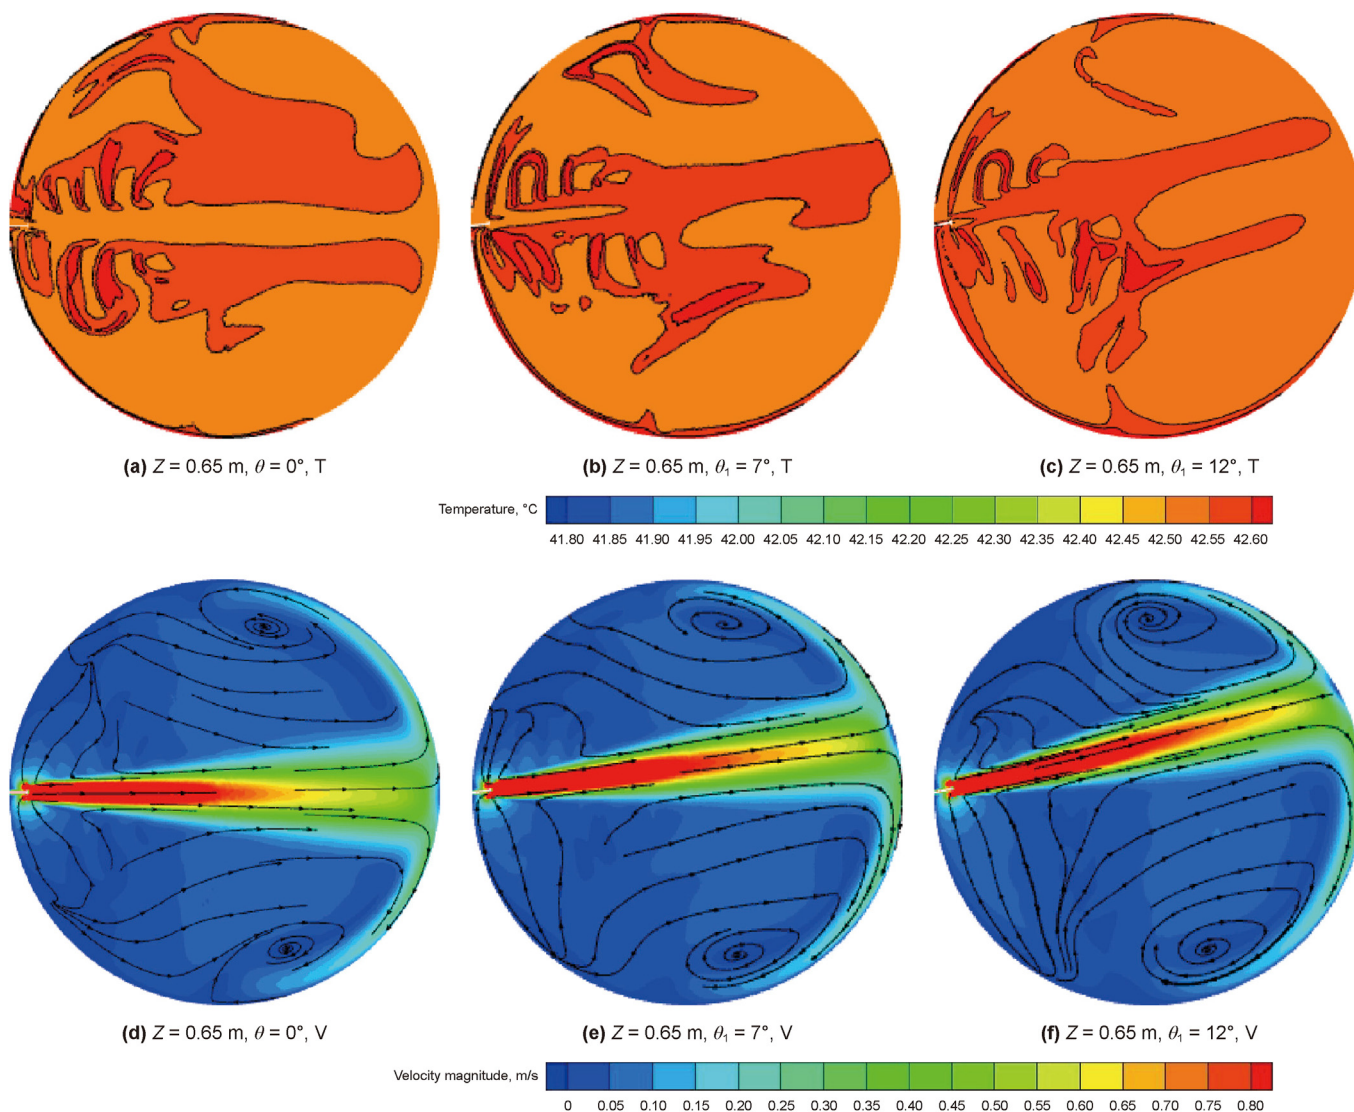 (a) Z = 0.65 m, θ = 0°, T
(b) Z = 0.65 m, θ₁ = 7°, T
(c) Z = 0.65 m, θ₁ = 12°, T
Temperature, °C
41.80 41.85 41.90 41.95 42.00 42.05 42.10 42.15 42.20 42.25 42.30 42.35 42.40 42.45 42.50 42.55 42.60
(d) Z = 0.65 m, θ = 0°, V
(e) Z = 0.65 m, θ₁ = 7°, V
(f) Z = 0.65 m, θ₁ = 12°, V
Velocity magnitude, m/s
0 0.05 0.10 0.15 0.20 0.25 0.30 0.35 0.40 0.45 0.50 0.55 0.60 0.65 0.70 0.75 0.80